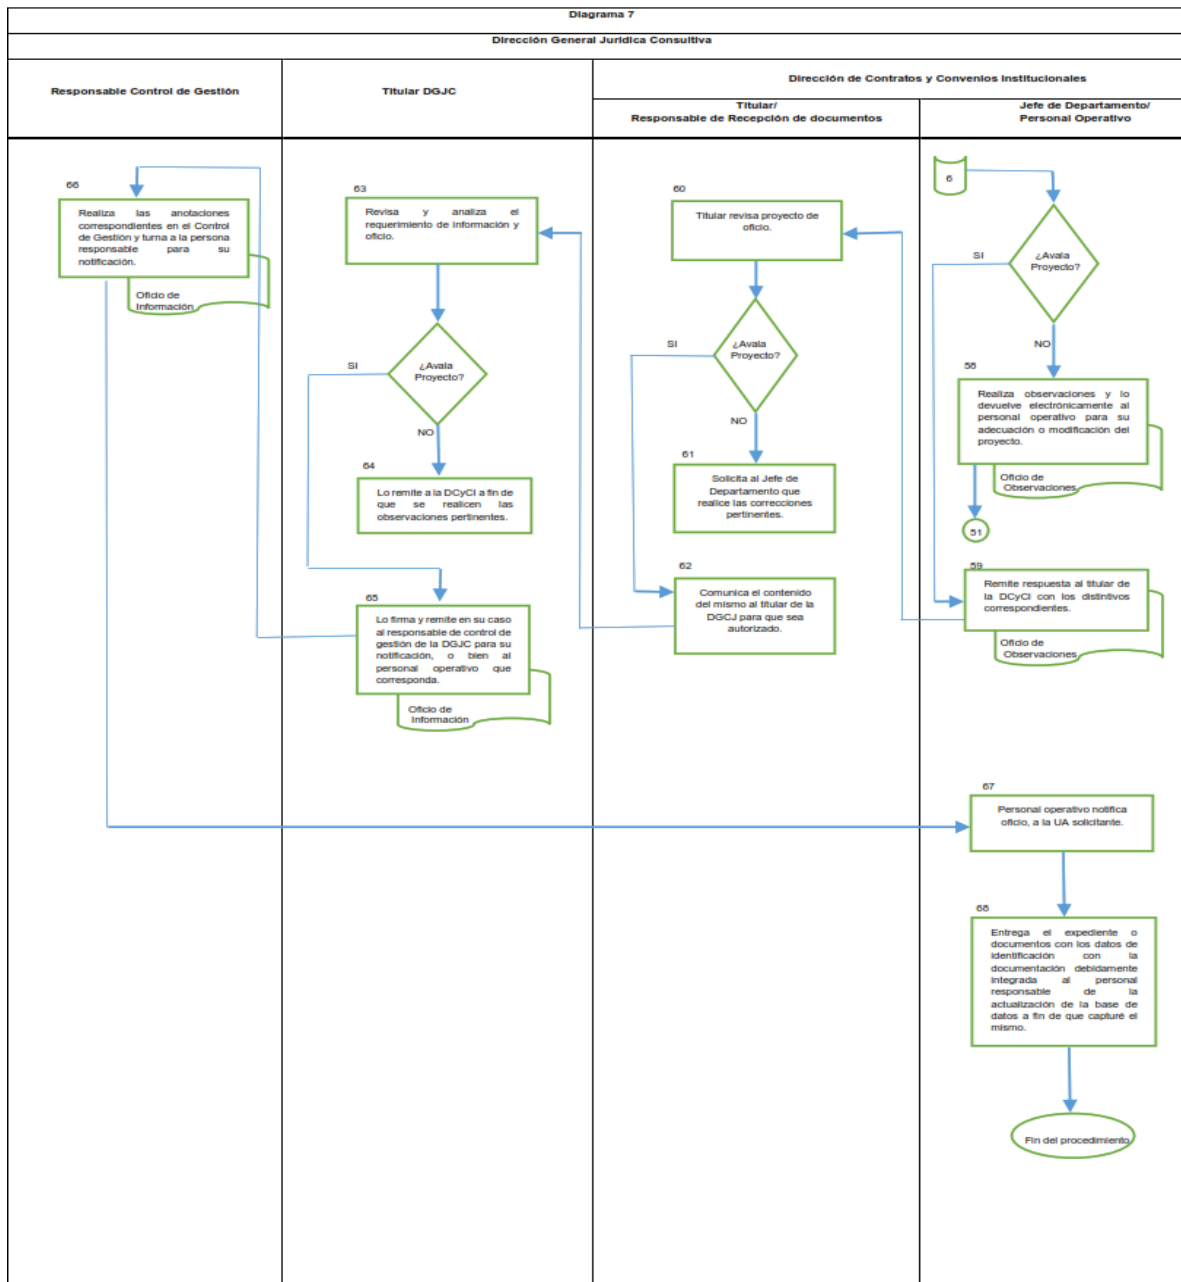 Diagrama 7
Dirección General Jurídica Consultiva
Responsable Control de Gestión
Titular DGJC
Dirección de Contratos y Convenios Institucionales
Titular/
Responsable de Recepción de documentos
Jefe de Departamento/
Personal Operativo
66
Realiza las anotaciones
correspondientes en el Control
de Gestión y turna a la persona
responsable para su
notificación.
Oficio de
Información
63
Revisa y analiza el
requerimiento de información y
oficio.
¿Avala
Proyecto?
SI
NO
64
Lo remite a la DCyCI a fin de
que se realicen las
observaciones pertinentes.
65
Lo firma y remite en su caso
al responsable de control de
gestión de la DGJC para su
notificación, o bien al
personal operativo que
corresponda.
Oficio de
Información
60
Titular revisa proyecto de
oficio.
¿Avala
Proyecto?
SI
NO
61
Solicita al Jefe de
Departamento que
realice las correcciones
pertinentes.
62
Comunica el contenido
del mismo al titular de la
DGCJ para que sea
autorizado.
6
¿Avala
Proyecto?
SI
NO
58
Realiza observaciones y lo
devuelve electrónicamente al
personal operativo para su
adecuación o modificación del
proyecto.
Oficio de
Observaciones
51
59
Remite respuesta al titular de
la DCyCI con los distintivos
correspondientes.
Oficio de
Observaciones
67
Personal operativo notifica
oficio, a la UA solicitante.
68
Entrega el expediente o
documentos con los datos de
identificación con la
documentación debidamente
integrada al personal
responsable de la
actualización de la base de
datos a fin de que capturé el
mismo.
Fin del procedimiento